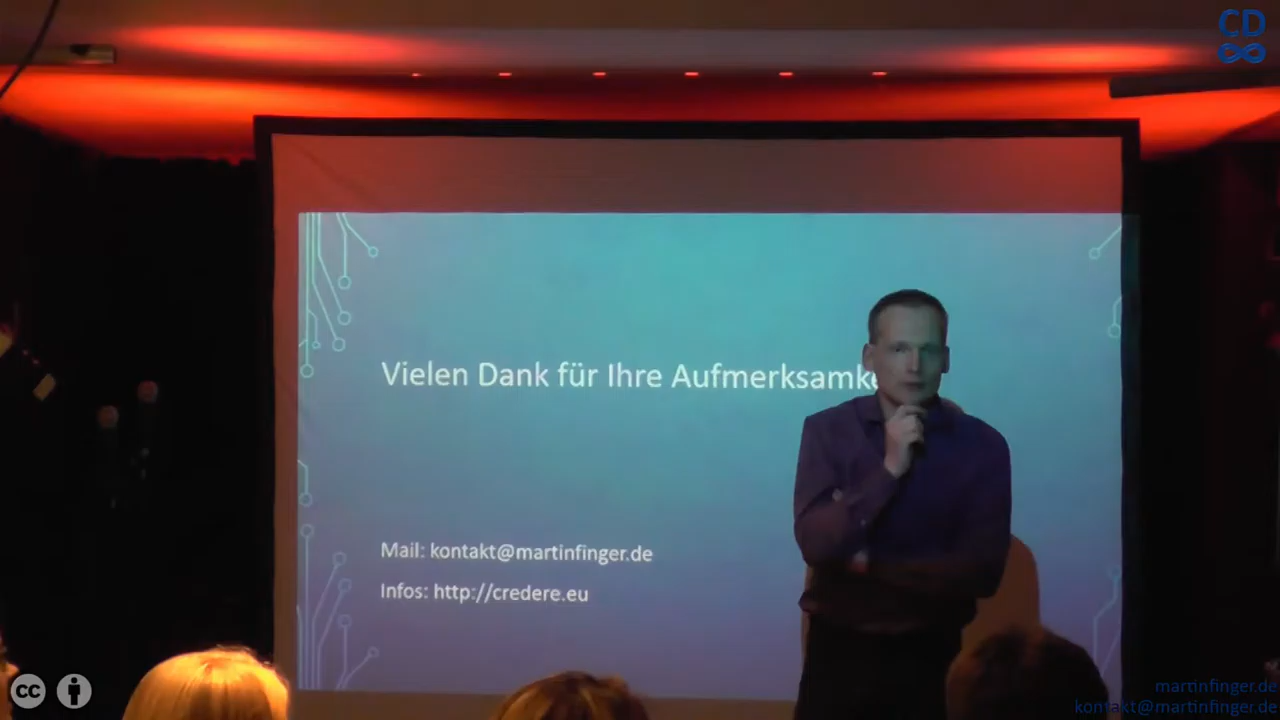 CD
Vielen Dank für Ihre Aufmerksamke
Mail: kontakt@martinfinger.de
Infos: http://credere.eu
cc
martinfinger.de
kontakt@martinfinger.de